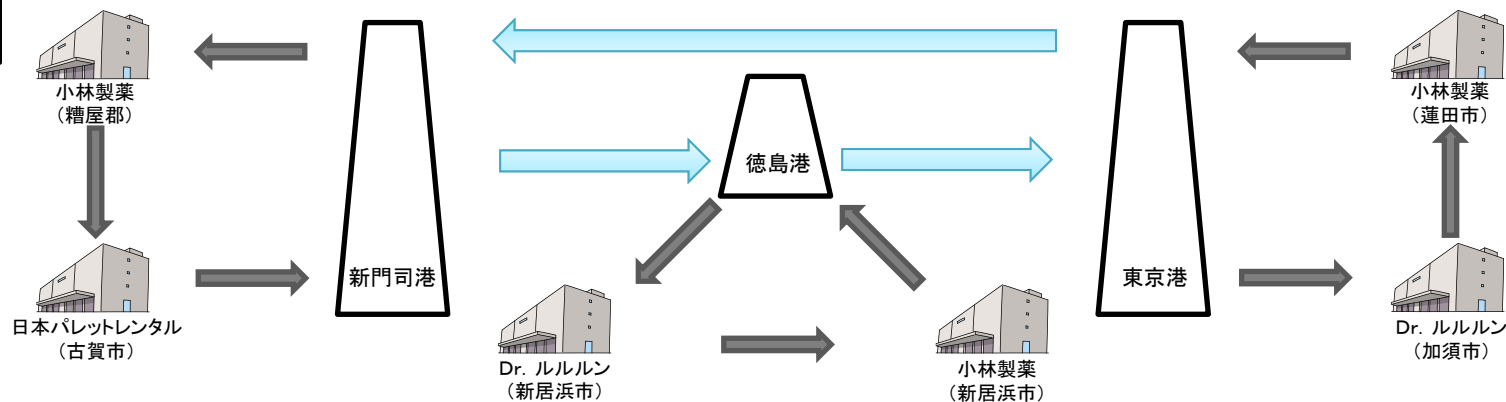 小林製薬
（糟屋郡）
小林製薬
（蓮田市）
徳島港
新門司港
東京港
日本パレットレンタル
（古賀市）
Dr. ルルルン
（新居浜市）
小林製薬
（新居浜市）
Dr. ルルルン
（加須市）